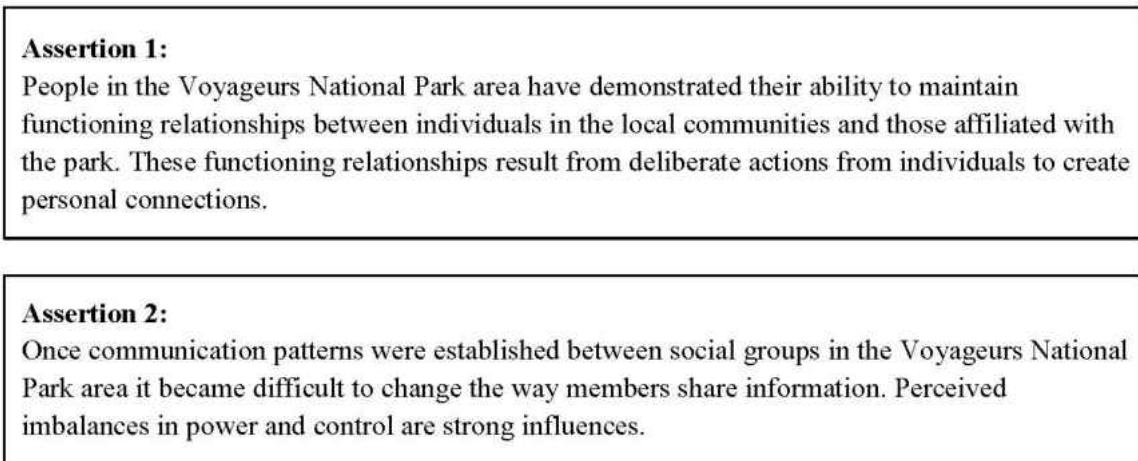 Assertion 1:
People in the Voyageurs National Park area have demonstrated their ability to maintain
functioning relationships between individuals in the local communities and those affiliated with
the park. These functioning relationships result from deliberate actions from individuals to create
personal connections.
Assertion 2:
Once communication patterns were established between social groups in the Voyageurs National
Park area it became difficult to change the way members share information. Perceived
imbalances in power and control are strong influences.